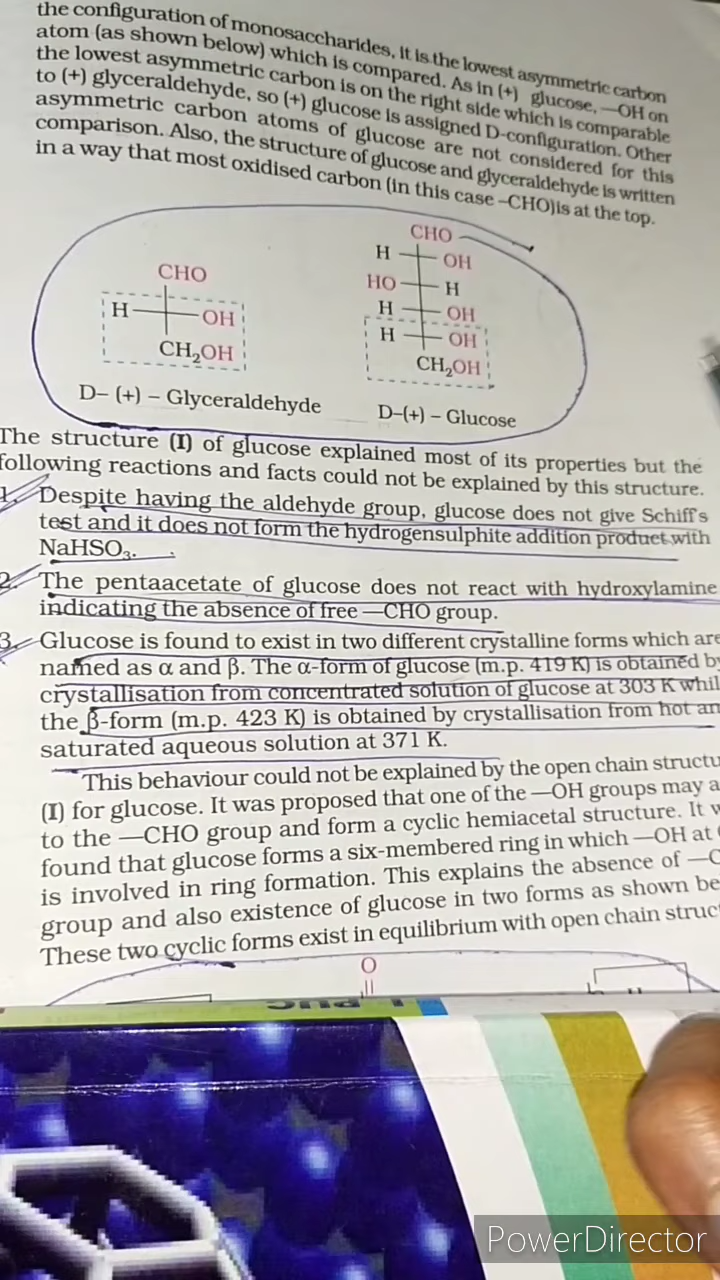 the configuration of monosaccharides, it is the lowest asymmetric carbon
atom (as shown below) which is compared. As in (+) glucose, —OH on
the lowest asymmetric carbon is on the right side which is comparable
to (+) glyceraldehyde, so (+) glucose is assigned D-configuration. Other
asymmetric carbon atoms of glucose are not considered for this
comparison. Also, the structure of glucose and glyceraldehyde is written
in a way that most oxidised carbon (in this case –CHO)is at the top.
CHO
H OH
CH₂OH
D– (+) – Glyceraldehyde
CHO
H OH
HO H
H OH
H OH
CH₂OH
D–(+) – Glucose
The structure (I) of glucose explained most of its properties but the
following reactions and facts could not be explained by this structure.
1. Despite having the aldehyde group, glucose does not give Schiff's
test and it does not form the hydrogensulphite addition product with
NaHSO₃.
2. The pentaacetate of glucose does not react with hydroxylamine
indicating the absence of free —CHO group.
3. Glucose is found to exist in two different crystalline forms which are
named as α and β. The α-form of glucose (m.p. 419 K) is obtained by
crystallisation from concentrated solution of glucose at 303 K whil
the β-form (m.p. 423 K) is obtained by crystallisation from hot an
saturated aqueous solution at 371 K.
This behaviour could not be explained by the open chain structu
(I) for glucose. It was proposed that one of the —OH groups may a
to the —CHO group and form a cyclic hemiacetal structure. It w
found that glucose forms a six-membered ring in which —OH at
is involved in ring formation. This explains the absence of —C
group and also existence of glucose in two forms as shown be
These two cyclic forms exist in equilibrium with open chain struc
O
PowerDirector